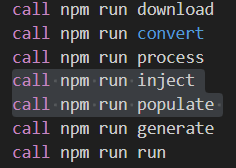 call npm run download
call npm run convert
call npm run process
call npm run inject
call npm run populate
call npm run generate
call npm run run